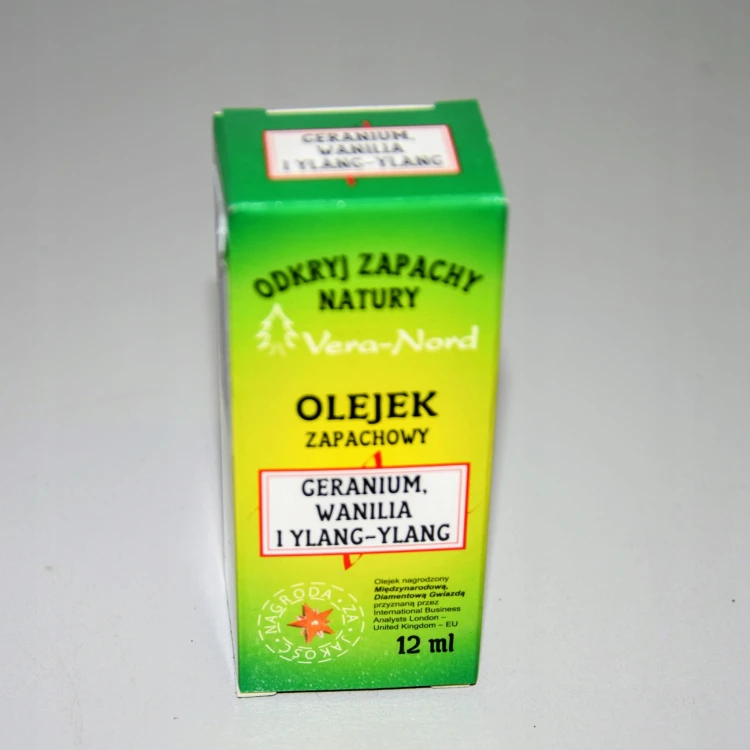 GERANIUM,
WANILIA
I YLANG-YLANG
ODKRYJ ZAPACHY
NATURY
Vera-Nord
OLEJEK
ZAPACHOWY
GERANIUM,
WANILIA
I YLANG-YLANG
NAGRODA · ZA · JAKOŚĆ ·
Olejek nagrodzony
Międzynarodową,
Diamentową Gwiazdą
przyznaną przez
International Business
Analysts London –
United Kingdom – EU
12 ml